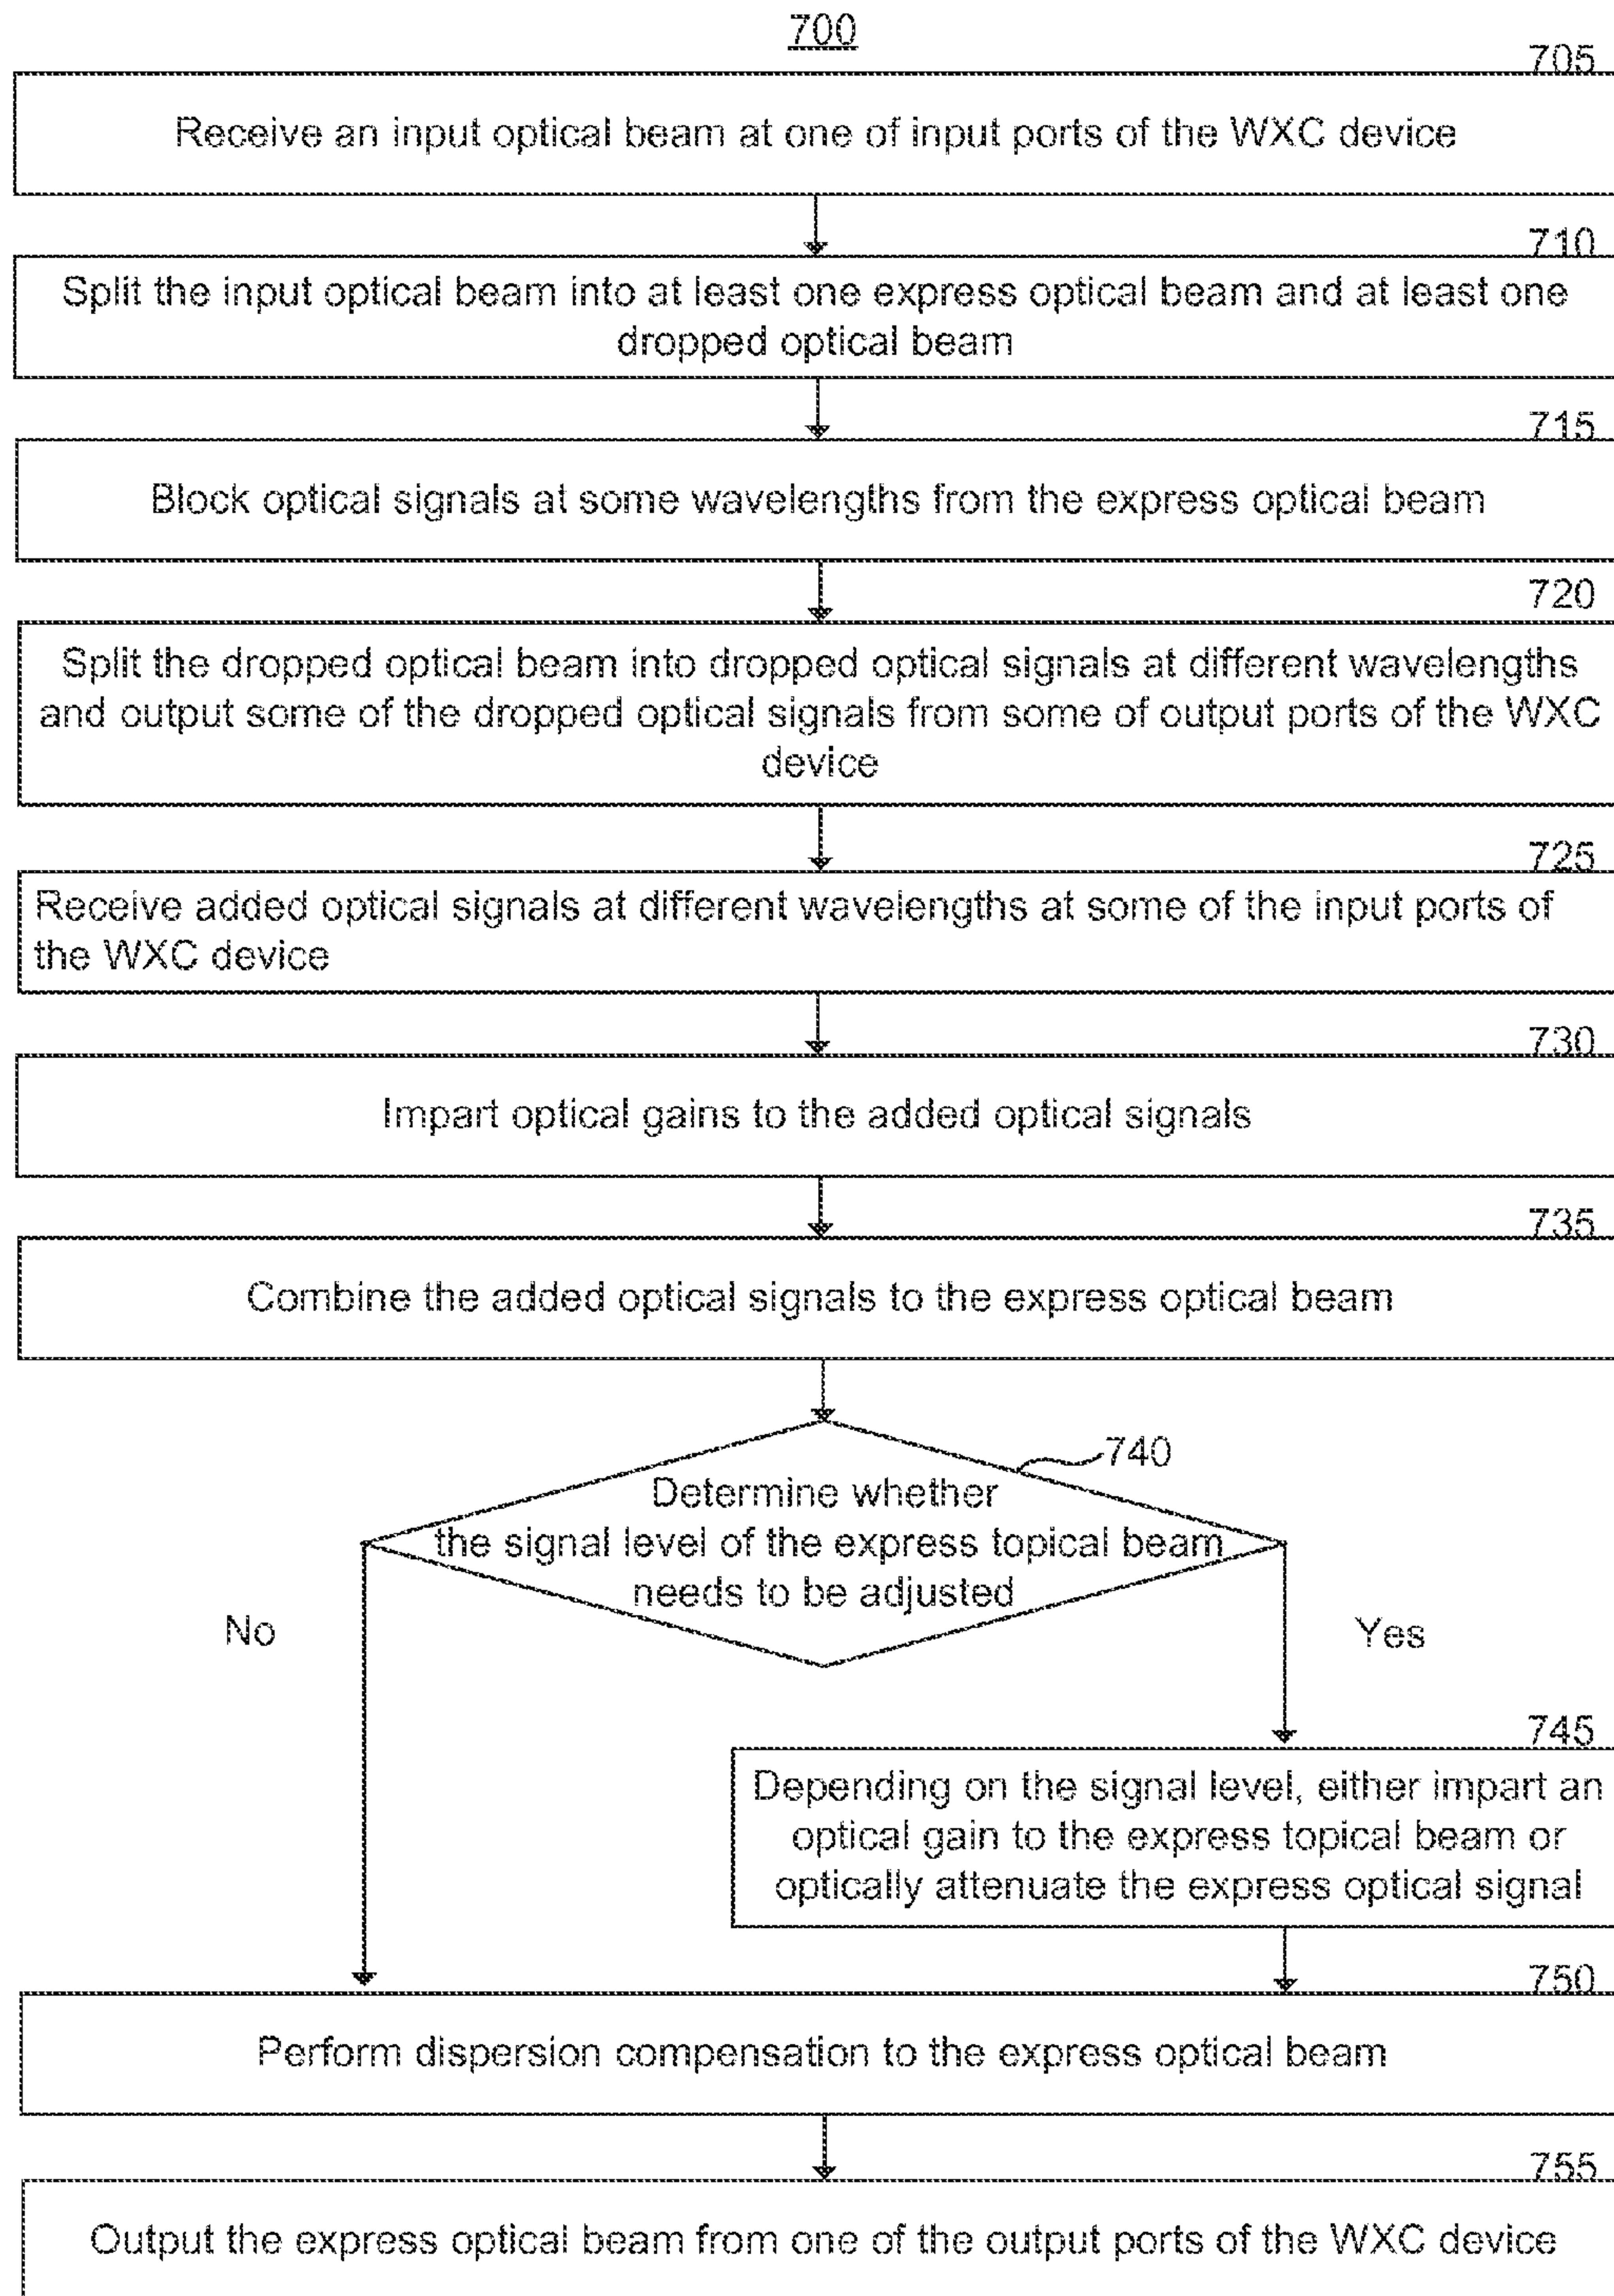 700
705
Receive an input optical beam at one of input ports of the WXC device
710
Split the input optical beam into at least one express optical beam and at least one
dropped optical beam
715
Block optical signals at some wavelengths from the express optical beam
720
Split the dropped optical beam into dropped optical signals at different wavelengths
and output some of the dropped optical signals from some of output ports of the WXC
device
725
Receive added optical signals at different wavelengths at some of the input ports of
the WXC device
730
Impart optical gains to the added optical signals
735
Combine the added optical signals to the express optical beam
740
Determine whether
the signal level of the express topical beam
needs to be adjusted
No
Yes
745
Depending on the signal level, either impart an
optical gain to the express topical beam or
optically attenuate the express optical signal
750
Perform dispersion compensation to the express optical beam
755
Output the express optical beam from one of the output ports of the WXC device